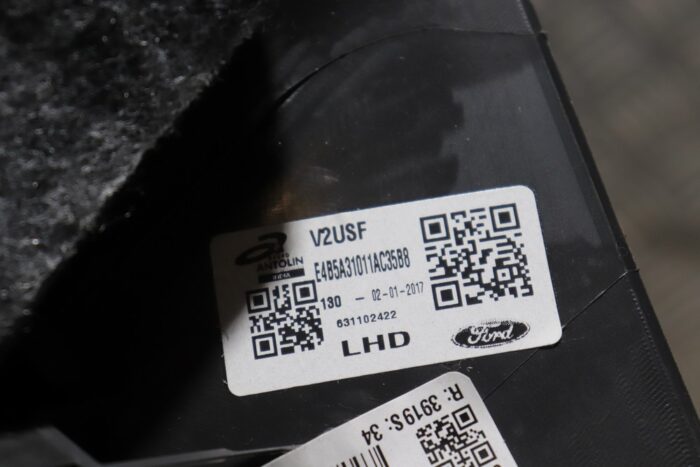 V2USF
ANTOLIN
E4B5A31011AC35B8
130 - 02-01-2017
631102422
LHD
Ford
R: 3919S: 34